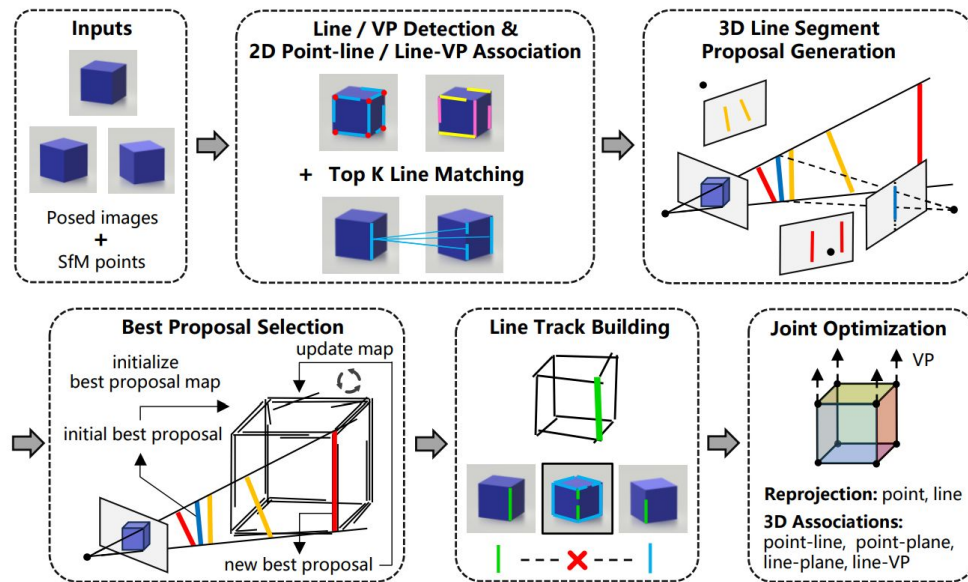 Inputs
Posed images
+
SfM points
Line / VP Detection &
2D Point-line / Line-VP Association
+ Top K Line Matching
3D Line Segment
Proposal Generation
Best Proposal Selection
initialize
best proposal map
update map
initial best proposal
new best proposal
Line Track Building
Joint Optimization
VP
Reprojection: point, line
3D Associations:
point-line, point-plane,
line-plane, line-VP